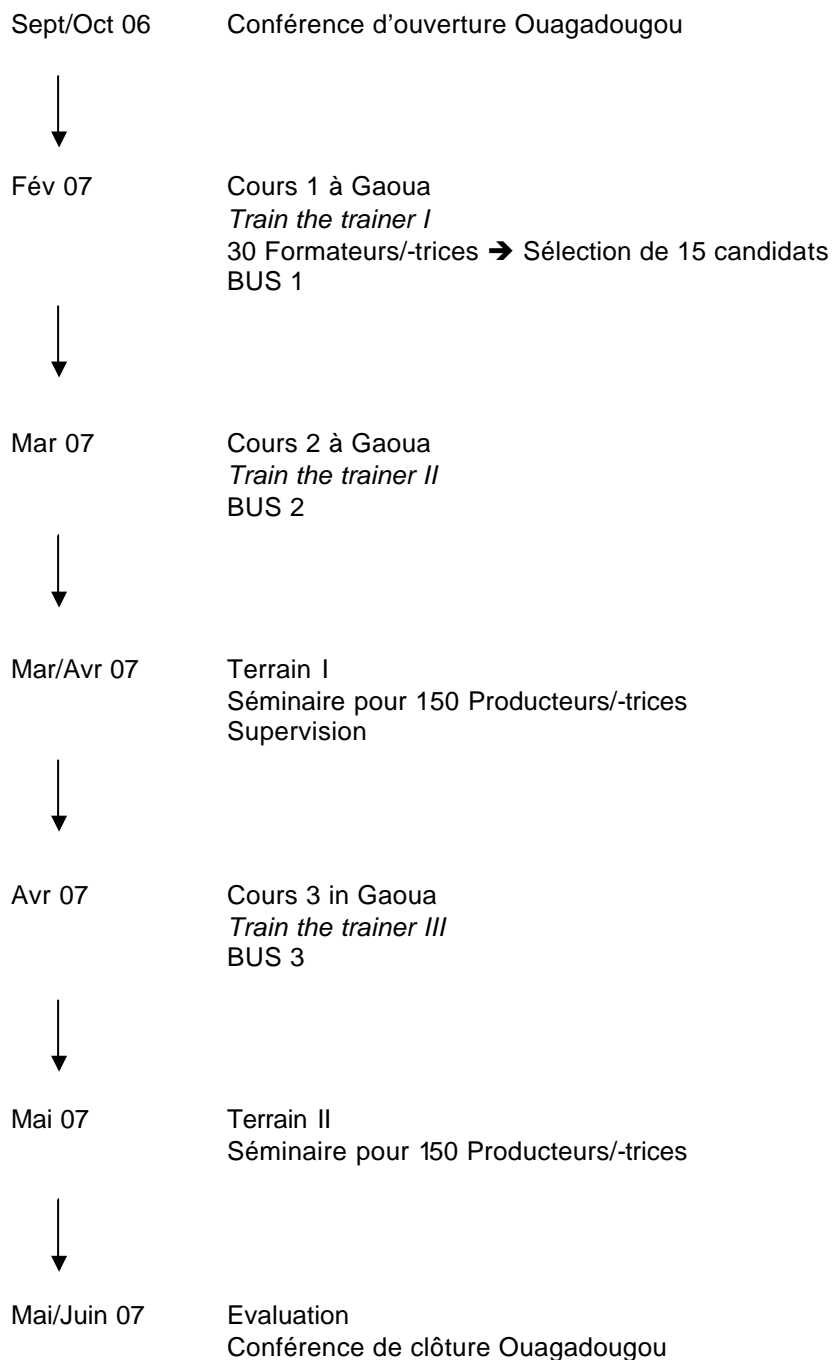 Sept/Oct 06 Conférence d'ouverture Ouagadougou
Fév 07 Cours 1 à Gaoua
Train the trainer I
30 Formateurs/-trices ➔ Sélection de 15 candidats
BUS 1
Mar 07 Cours 2 à Gaoua
Train the trainer II
BUS 2
Mar/Avr 07 Terrain I
Séminaire pour 150 Producteurs/-trices
Supervision
Avr 07 Cours 3 in Gaoua
Train the trainer III
BUS 3
Mai 07 Terrain II
Séminaire pour 150 Producteurs/-trices
Mai/Juin 07 Evaluation
Conférence de clôture Ouagadougou